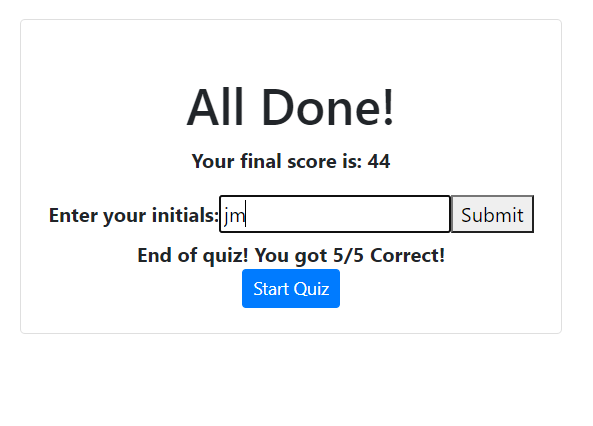 All Done!
Your final score is: 44
Enter your initials: jm Submit
End of quiz! You got 5/5 Correct!
Start Quiz